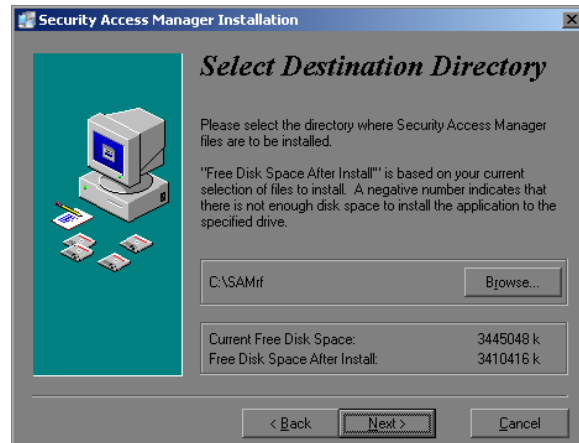 Security Access Manager Installation
Select Destination Directory
Please select the directory where Security Access Manager
files are to be installed.
"Free Disk Space After Install"' is based on your current
selection of files to install. A negative number indicates that
there is not enough disk space to install the application to the
specified drive.
C:\SAMrf
Browse...
Current Free Disk Space: 3445048 k
Free Disk Space After Install: 3410416 k
< Back
Next >
Cancel